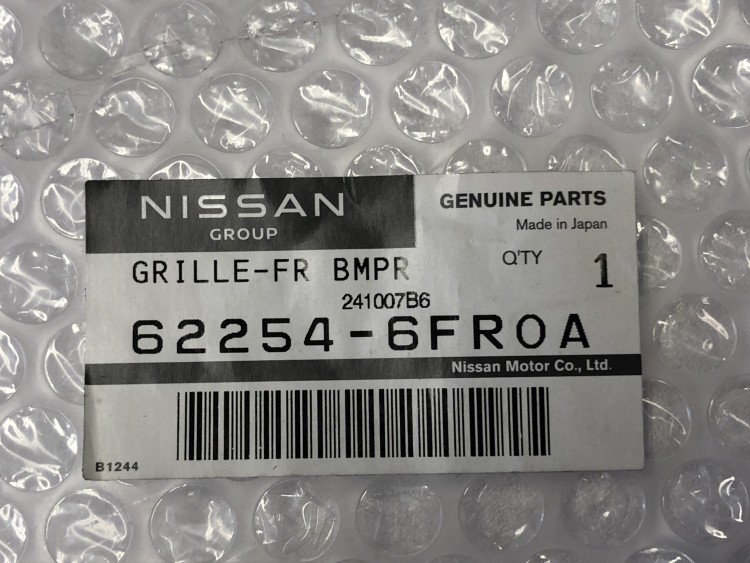 NISSAN
GROUP
GENUINE PARTS
Made in Japan
GRILLE-FR BMPR
Q'TY 1
241007B6
62254-6FR0A
Nissan Motor Co., Ltd.
B1244